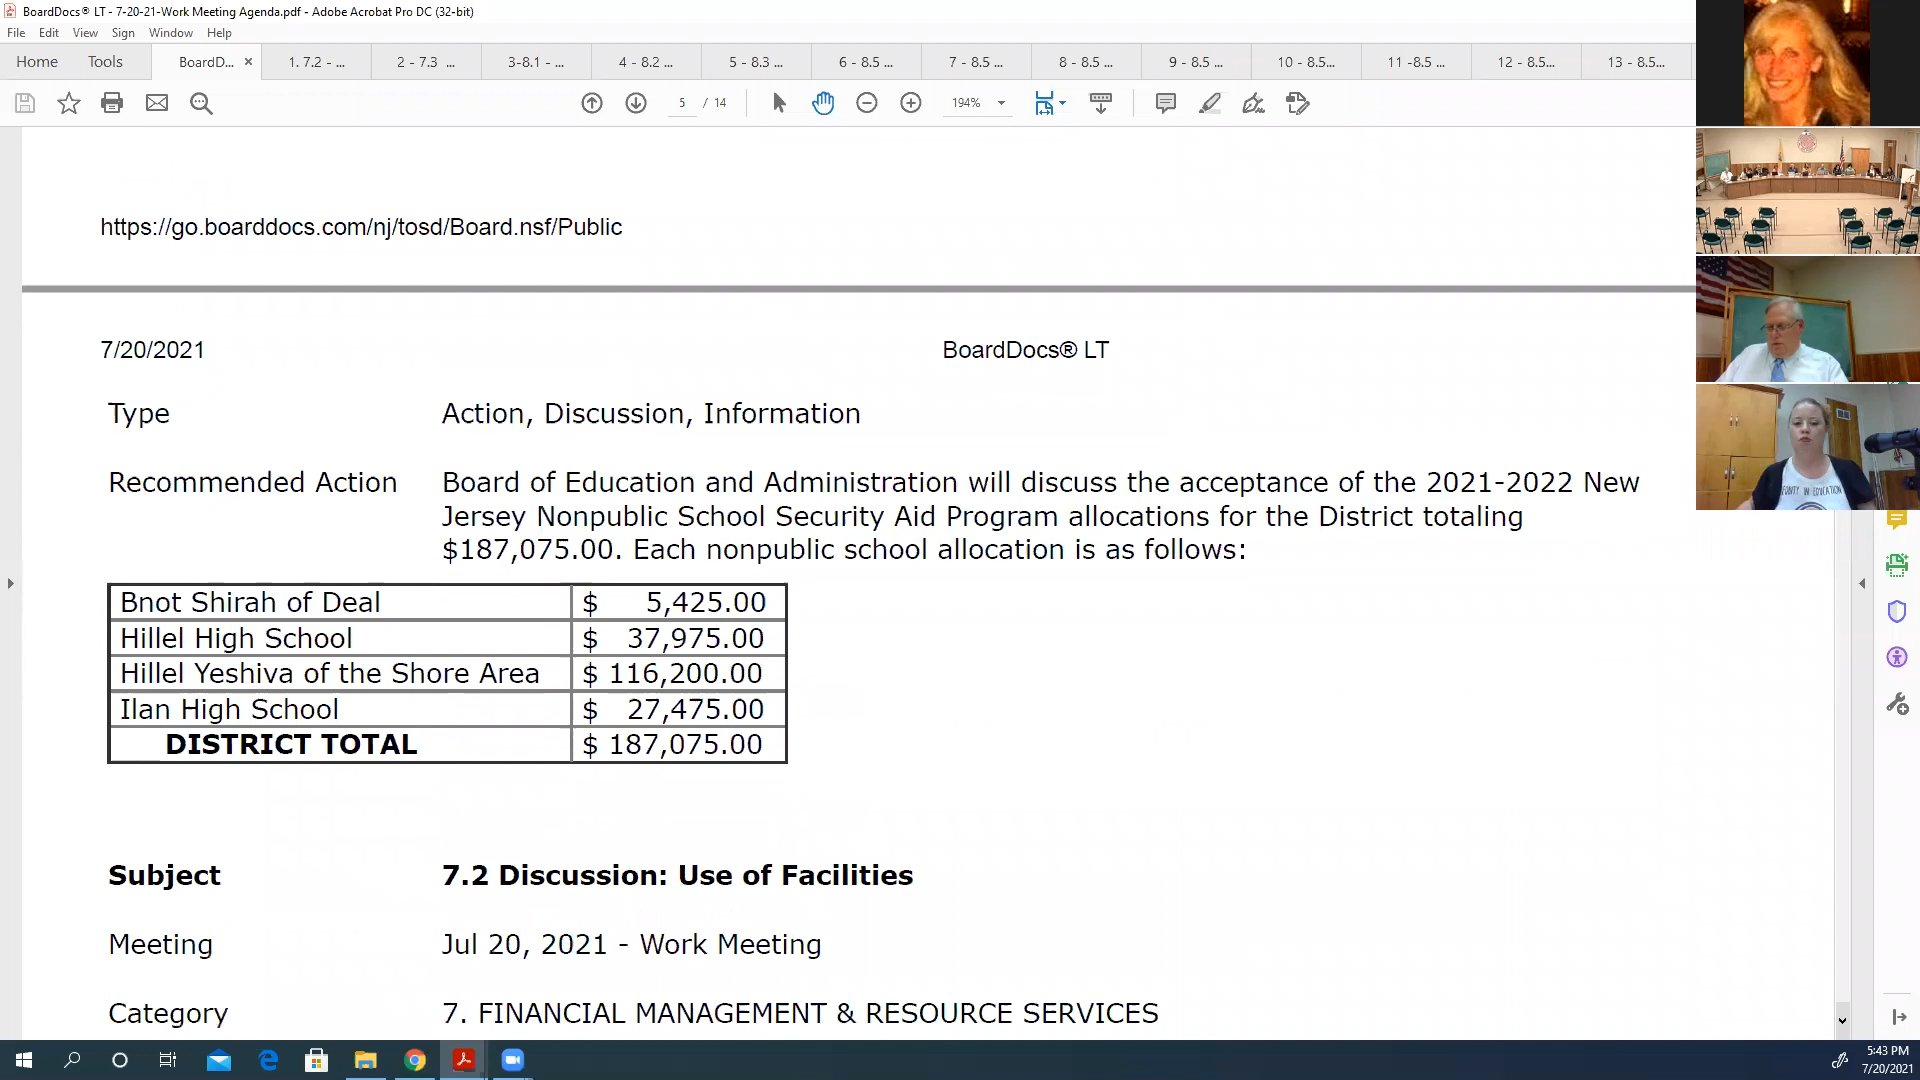 BoardDocs® LT - 7-20-21-Work Meeting Agenda.pdf - Adobe Acrobat Pro DC (32-bit)
File Edit View Sign Window Help
Home Tools BoardD... × 1. 7.2 - ... 2 - 7.3 ... 3-8.1 - ... 4 - 8.2 ... 5 - 8.3 ... 6 - 8.5 ... 7 - 8.5 ... 8 - 8.5 ... 9 - 8.5 ... 10 - 8.5... 11 -8.5 ... 12 - 8.5... 13 - 8.5...
5 / 14 194%
https://go.boarddocs.com/nj/tosd/Board.nsf/Public
7/20/2021 BoardDocs® LT
Type Action, Discussion, Information
Recommended Action Board of Education and Administration will discuss the acceptance of the 2021-2022 New
Jersey Nonpublic School Security Aid Program allocations for the District totaling
$187,075.00. Each nonpublic school allocation is as follows:
Bnot Shirah of Deal $ 5,425.00
Hillel High School $ 37,975.00
Hillel Yeshiva of the Shore Area $ 116,200.00
Ilan High School $ 27,475.00
DISTRICT TOTAL $ 187,075.00
Subject 7.2 Discussion: Use of Facilities
Meeting Jul 20, 2021 - Work Meeting
Category 7. FINANCIAL MANAGEMENT & RESOURCE SERVICES
5:43 PM
7/20/2021